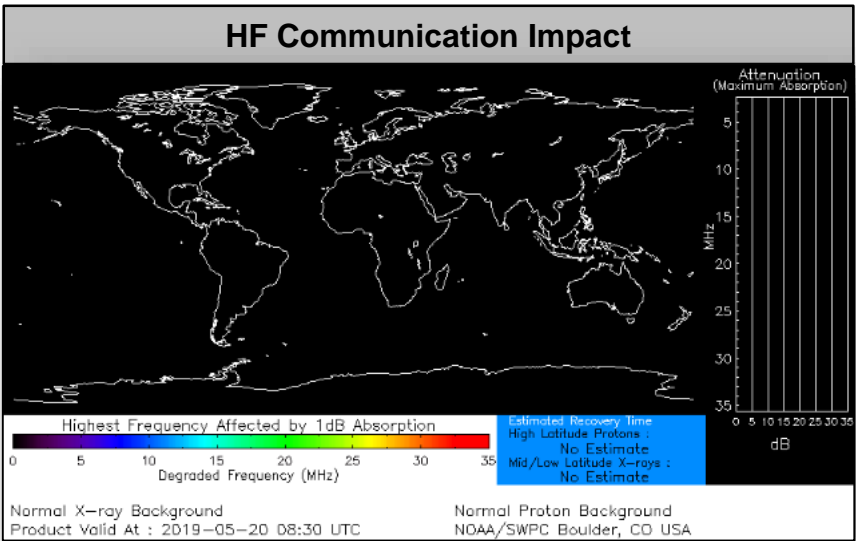 HF Communication Impact
Attenuation
(Maximum Absorption)
5
10
15
MHz
20
25
30
35
0 5 10 15 20 25 30 35
dB
Highest Frequency Affected by 1dB Absorption
0 5 10 15 20 25 30 35
Degraded Frequency (MHz)
Estimated Recovery Time
High Latitude Protons :
No Estimate
Mid/Low Latitude X-rays :
No Estimate
Normal X-ray Background
Normal Proton Background
Product Valid At : 2019-05-20 08:30 UTC
NOAA/SWPC Boulder, CO USA